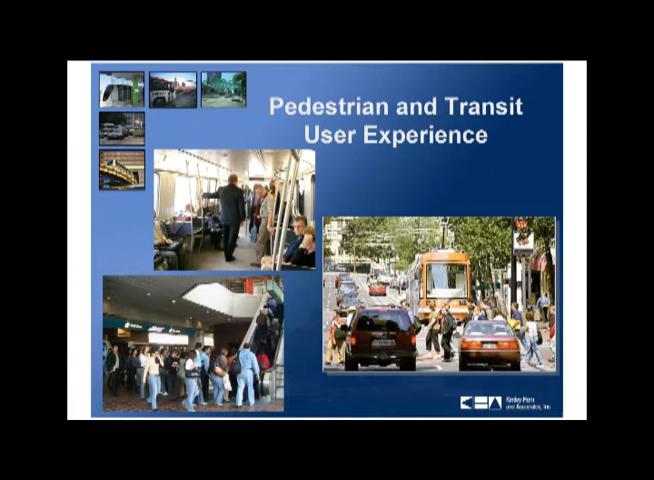 Pedestrian and Transit
User Experience
Kimley-Horn
and Associates, Inc.